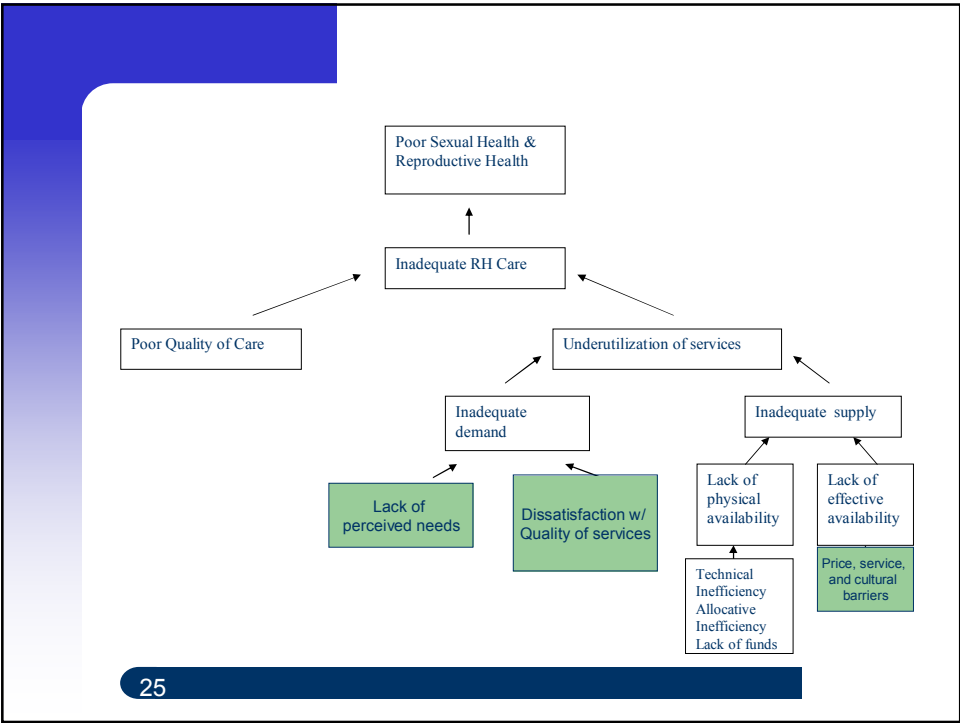 Poor Sexual Health &
Reproductive Health
Inadequate RH Care
Poor Quality of Care
Underutilization of services
Inadequate
demand
Inadequate supply
Lack of
perceived needs
Dissatisfaction w/
Quality of services
Lack of
physical
availability
Lack of
effective
availability
Technical
Inefficiency
Allocative
Inefficiency
Lack of funds
Price, service,
and cultural
barriers
25